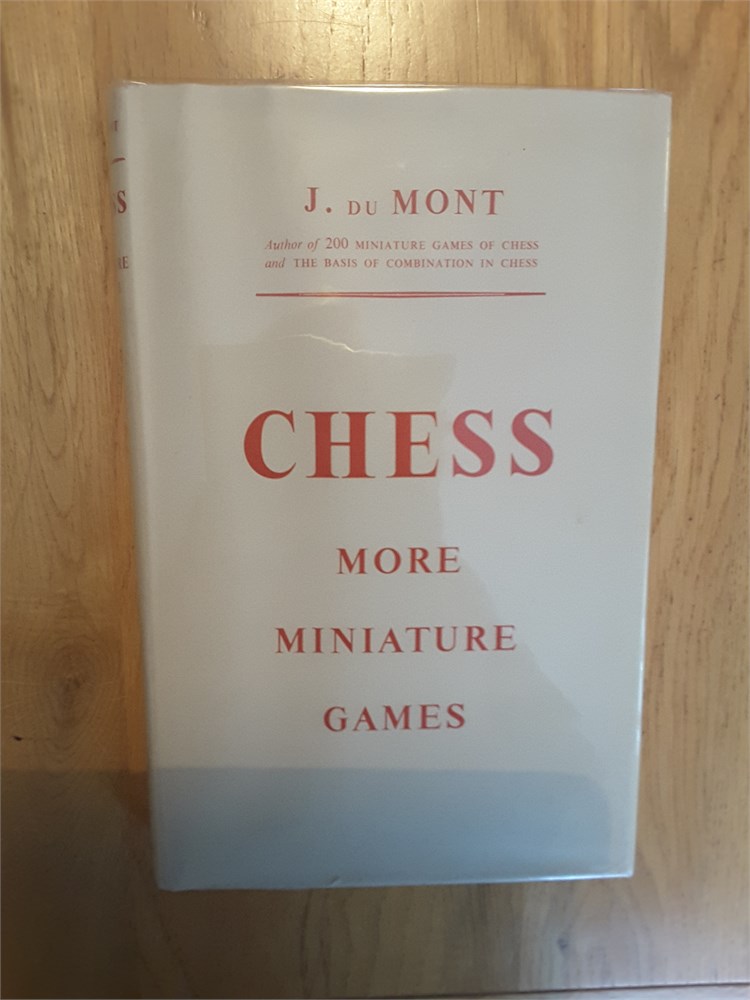 J. DU MONT
Author of 200 MINIATURE GAMES OF CHESS
and THE BASIS OF COMBINATION IN CHESS
CHESS
MORE
MINIATURE
GAMES